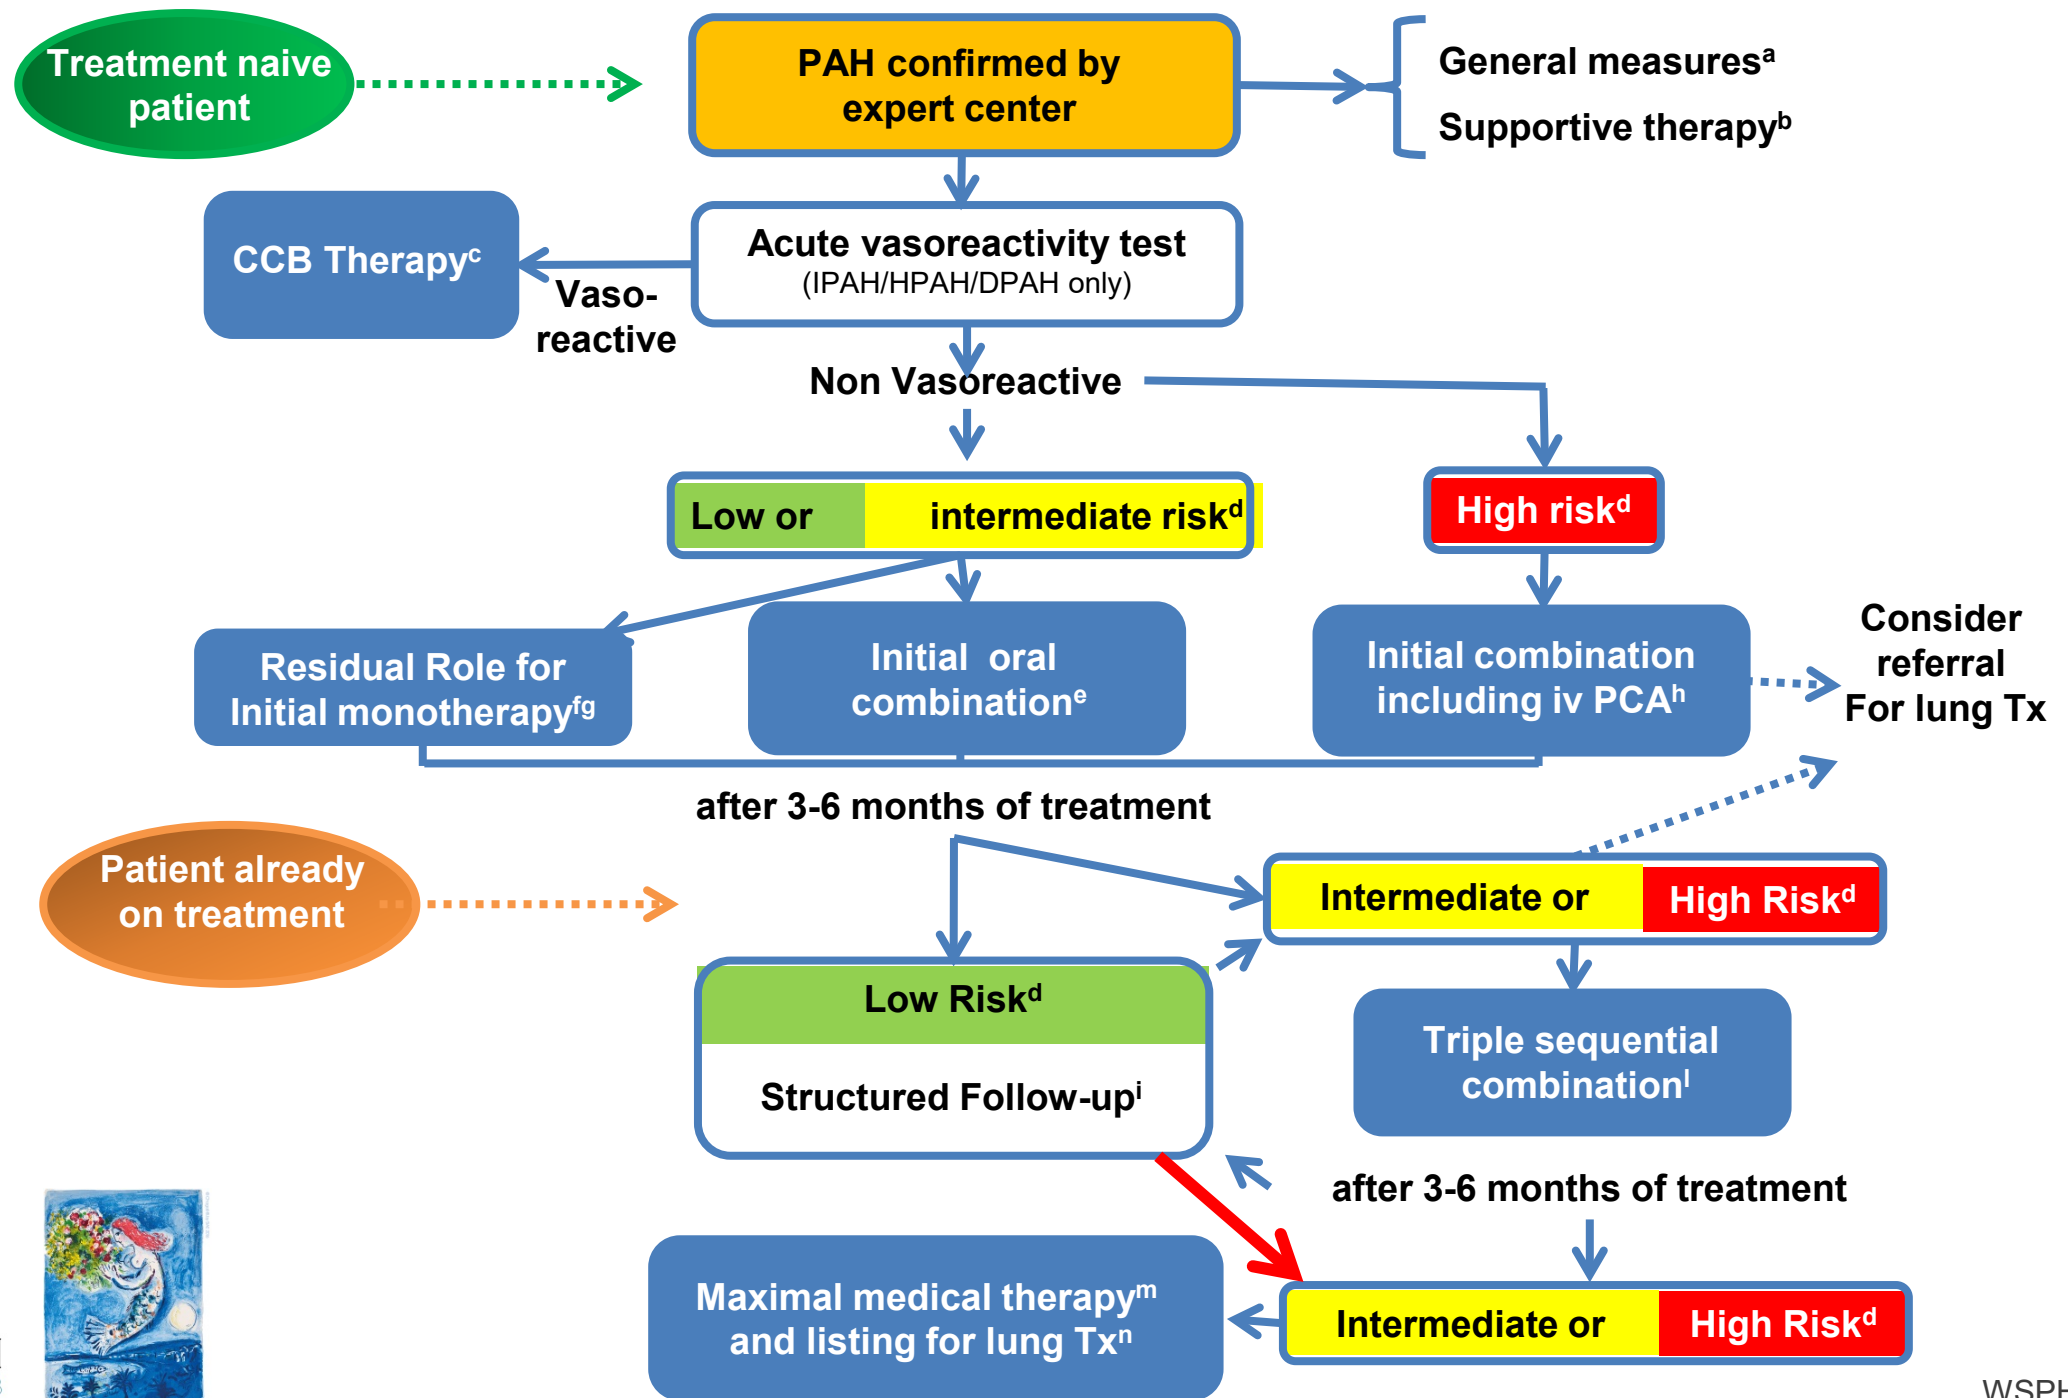 Treatment naive
patient
PAH confirmed by
expert center
General measuresᵃ
Supportive therapyᵇ
CCB Therapyᶜ
Vaso-
reactive
Acute vasoreactivity test
(IPAH/HPAH/DPAH only)
Non Vasoreactive
Low or intermediate riskᵈ
High riskᵈ
Residual Role for
Initial monotherapyᶠᵍ
Initial oral
combinationᵉ
Initial combination
including iv PCAʰ
Consider
referral
For lung Tx
after 3-6 months of treatment
Patient already
on treatment
Intermediate or High Riskᵈ
Low Riskᵈ
Structured Follow-upⁱ
Triple sequential
combinationˡ
after 3-6 months of treatment
Maximal medical therapyᵐ
and listing for lung Txⁿ
Intermediate or High Riskᵈ
WSPH